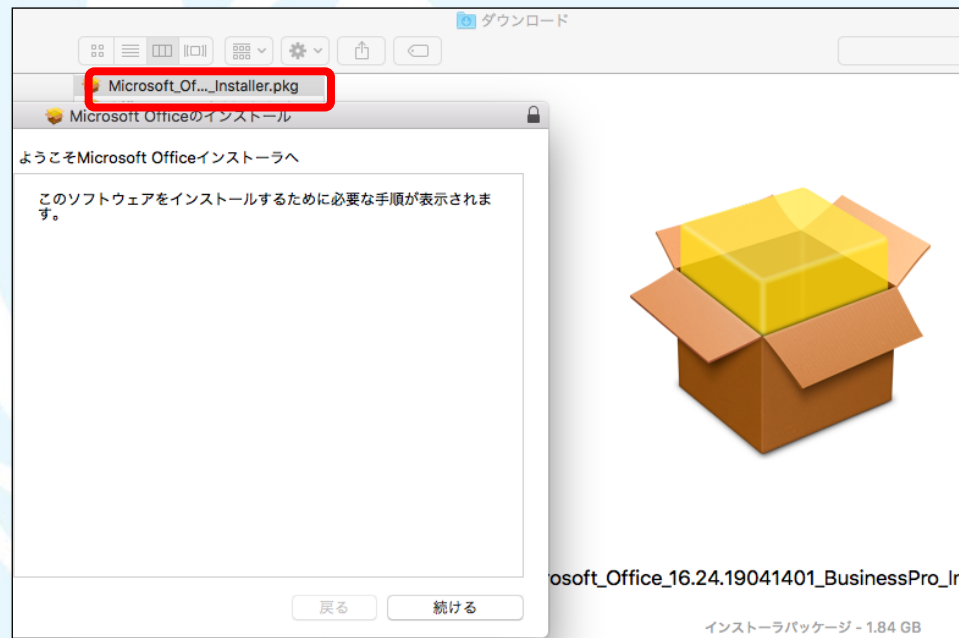 ダウンロード
Microsoft_Of..._Installer.pkg
Microsoft Officeのインストール
ようこそMicrosoft Officeインストーラへ
このソフトウェアをインストールするために必要な手順が表示されま
す。
戻る
続ける
rosoft_Office_16.24.19041401_BusinessPro_In
インストーラパッケージ - 1.84 GB